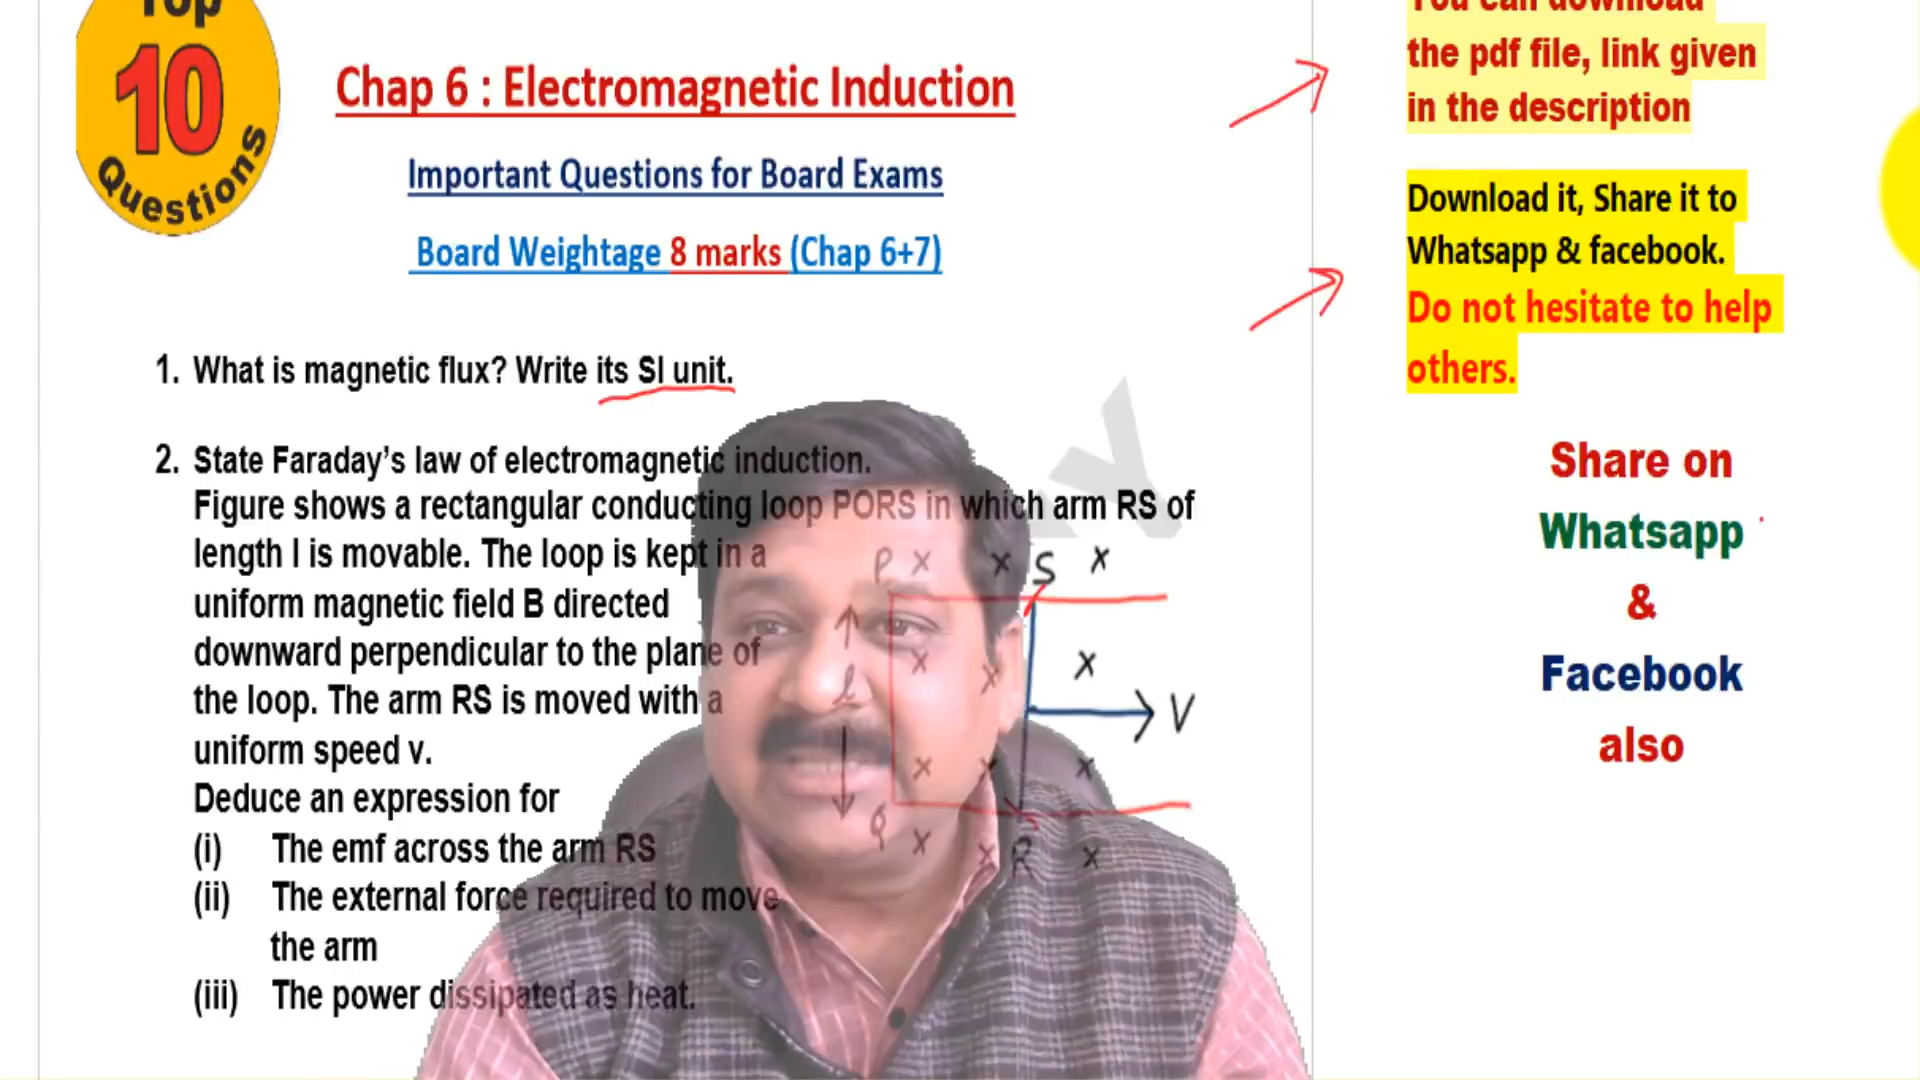 Top
10
Questions
Chap 6 : Electromagnetic Induction
Important Questions for Board Exams
Board Weightage 8 marks (Chap 6+7)
1. What is magnetic flux? Write its SI unit.
2. State Faraday's law of electromagnetic induction.
Figure shows a rectangular conducting loop PQRS in which arm RS of
length l is movable. The loop is kept in a
uniform magnetic field B directed
downward perpendicular to the plane of
the loop. The arm RS is moved with a
uniform speed v.
Deduce an expression for
(i) The emf across the arm RS
(ii) The external force required to move
the arm
(iii) The power dissipated as heat.
P x x S x
l x x x
V
x x x
Q x x R x
You can download
the pdf file, link given
in the description
Download it, Share it to
Whatsapp & facebook.
Do not hesitate to help
others.
Share on
Whatsapp
&
Facebook
also